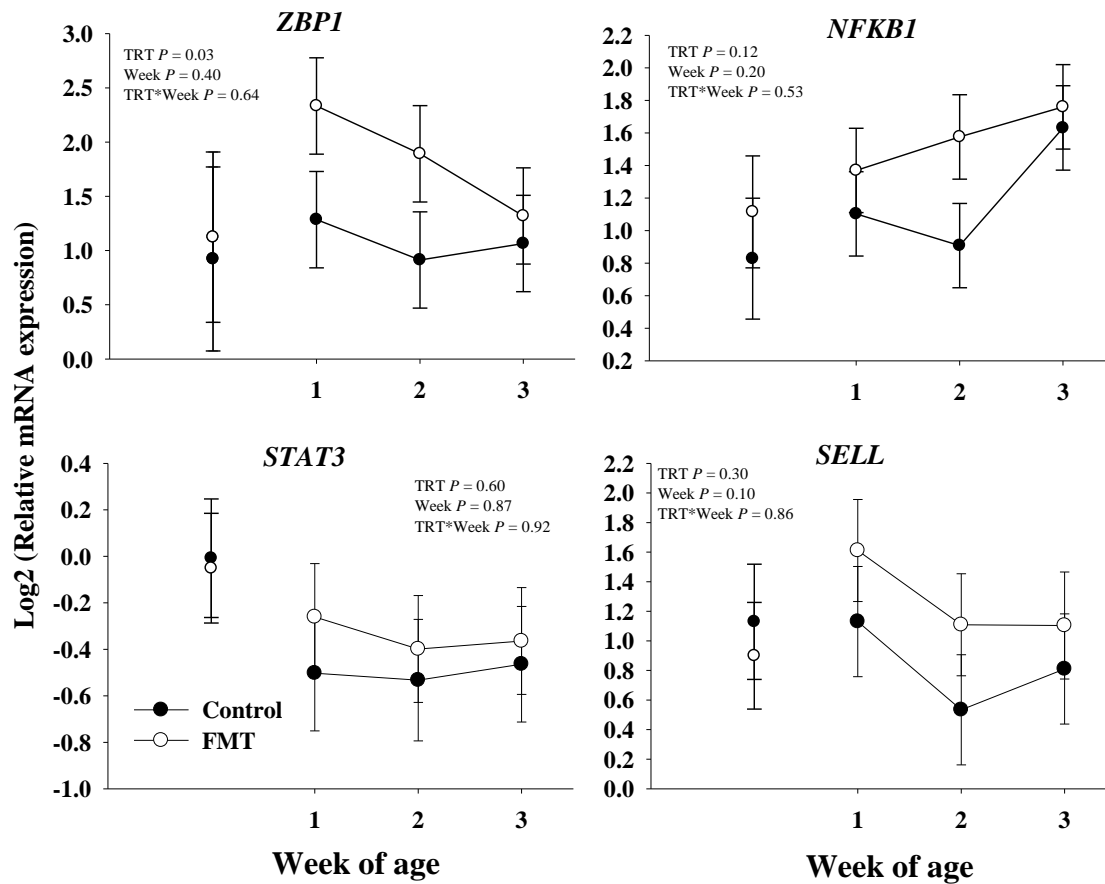 ZBP1
TRT P = 0.03
Week P = 0.40
TRT*Week P = 0.64
3.0
2.5
2.0
1.5
1.0
0.5
0.0
1 2 3
NFKB1
TRT P = 0.12
Week P = 0.20
TRT*Week P = 0.53
2.2
2.0
1.8
1.6
1.4
1.2
1.0
0.8
0.6
0.4
0.2
1 2 3
Log2 (Relative mRNA expression)
STAT3
TRT P = 0.60
Week P = 0.87
TRT*Week P = 0.92
0.4
0.2
0.0
-0.2
-0.4
-0.6
-0.8
-1.0
Control
FMT
1 2 3
Week of age
SELL
TRT P = 0.30
Week P = 0.10
TRT*Week P = 0.86
2.2
2.0
1.8
1.6
1.4
1.2
1.0
0.8
0.6
0.4
0.2
0.0
1 2 3
Week of age